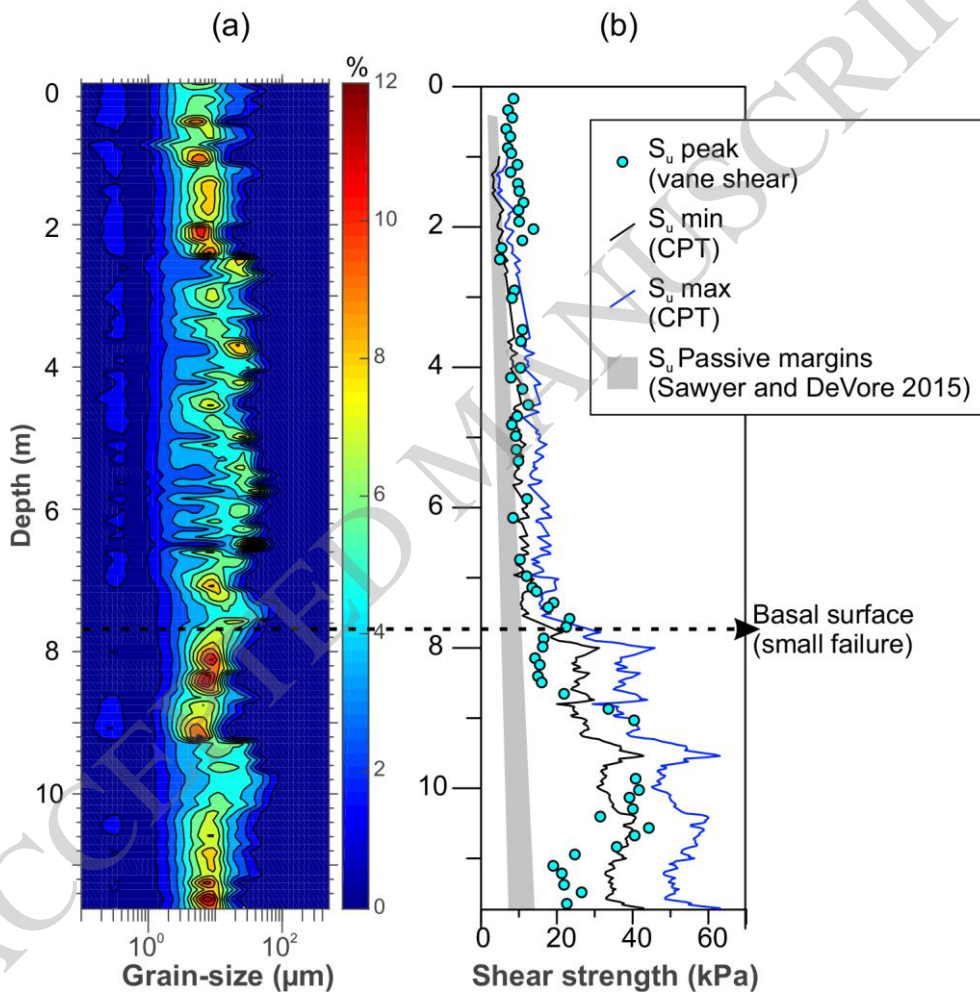 (a)
(b)
%
0
2
4
6
8
10
Depth (m)
10⁰
10²
Grain-size (µm)
12
10
8
6
4
2
0
0
2
4
6
8
10
0
20
40
60
Shear strength (kPa)
Sᵤ peak
(vane shear)
Sᵤ min
(CPT)
Sᵤ max
(CPT)
Sᵤ Passive margins
(Sawyer and DeVore 2015)
Basal surface
(small failure)
ACCEPTED MANUSCRI